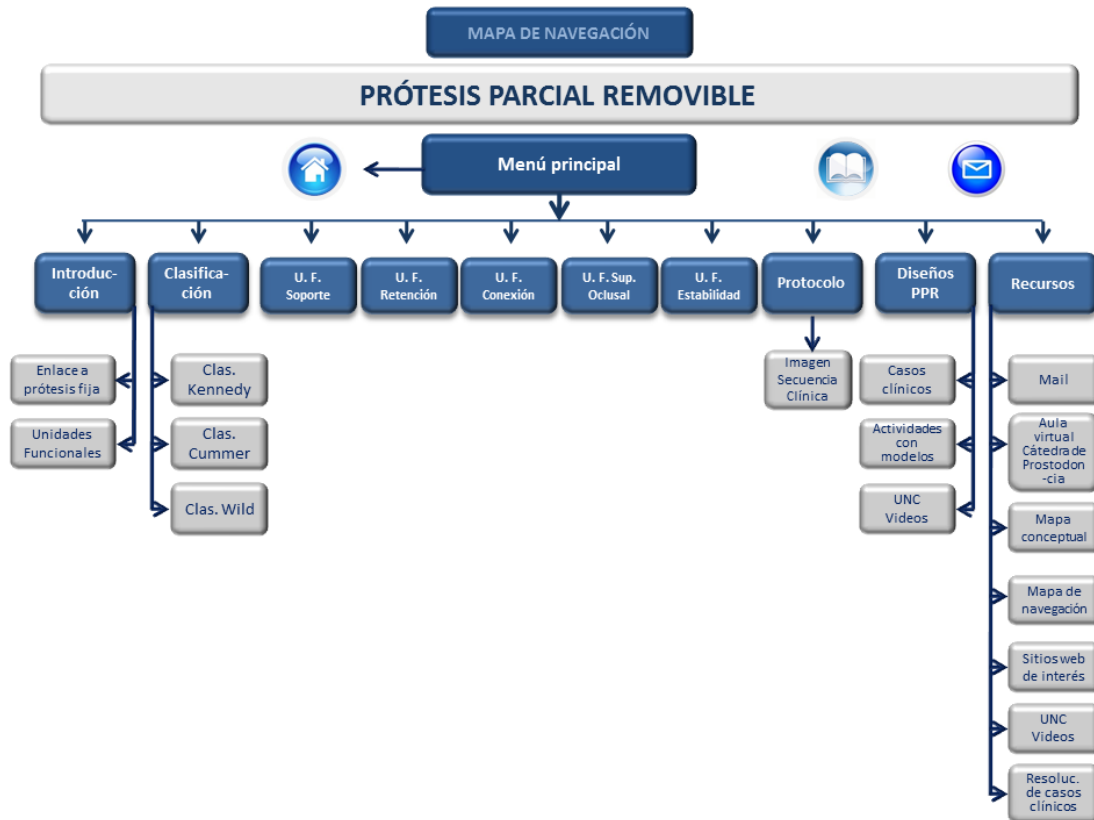 MAPA DE NAVEGACIÓN
PRÓTESIS PARCIAL REMOVIBLE
Menú principal
Introduc-
ción
Clasifica-
ción
U. F.
Soporte
U. F.
Retención
U. F.
Conexión
U. F. Sup.
Oclusal
U. F.
Estabilidad
Protocolo
Diseños
PPR
Recursos
Enlace a
prótesis fija
Unidades
Funcionales
Clas.
Kennedy
Clas.
Cummer
Clas. Wild
Imagen
Secuencia
Clínica
Casos
clínicos
Actividades
con
modelos
UNC
Videos
Mail
Aula
virtual
Cátedra de
Prostodon
-cia
Mapa
conceptual
Mapa de
navegación
Sitios web
de interés
UNC
Videos
Resoluc.
de casos
clínicos